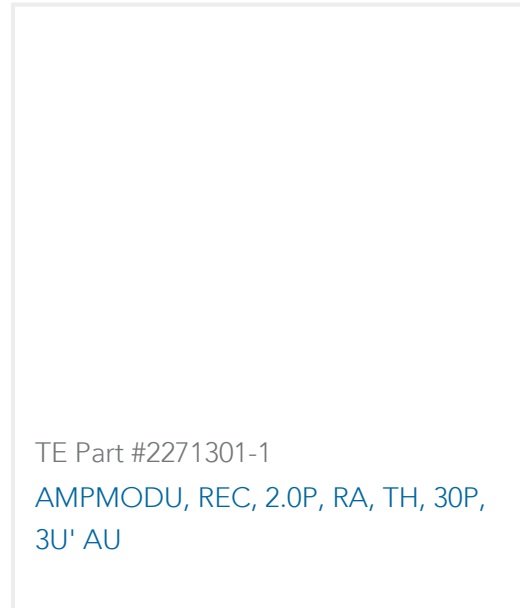 TE Part #2271301-1
AMPMODU, REC, 2.0P, RA, TH, 30P,
3U' AU